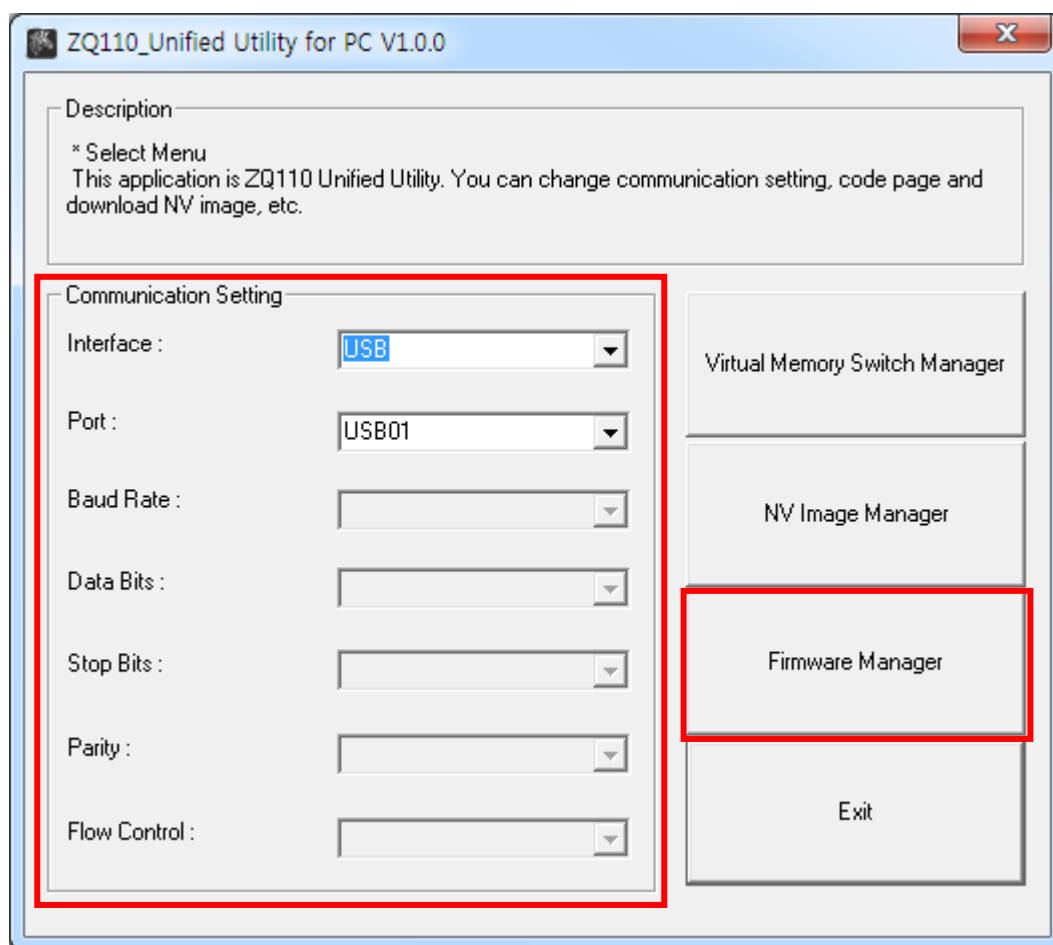 ZQ110_Unified Utility for PC V1.0.0
Description
* Select Menu
This application is ZQ110 Unified Utility. You can change communication setting, code page and
download NV image, etc.
Communication Setting
Interface :
USB
Port :
USB01
Baud Rate :
Data Bits :
Stop Bits :
Parity :
Flow Control :
Virtual Memory Switch Manager
NV Image Manager
Firmware Manager
Exit